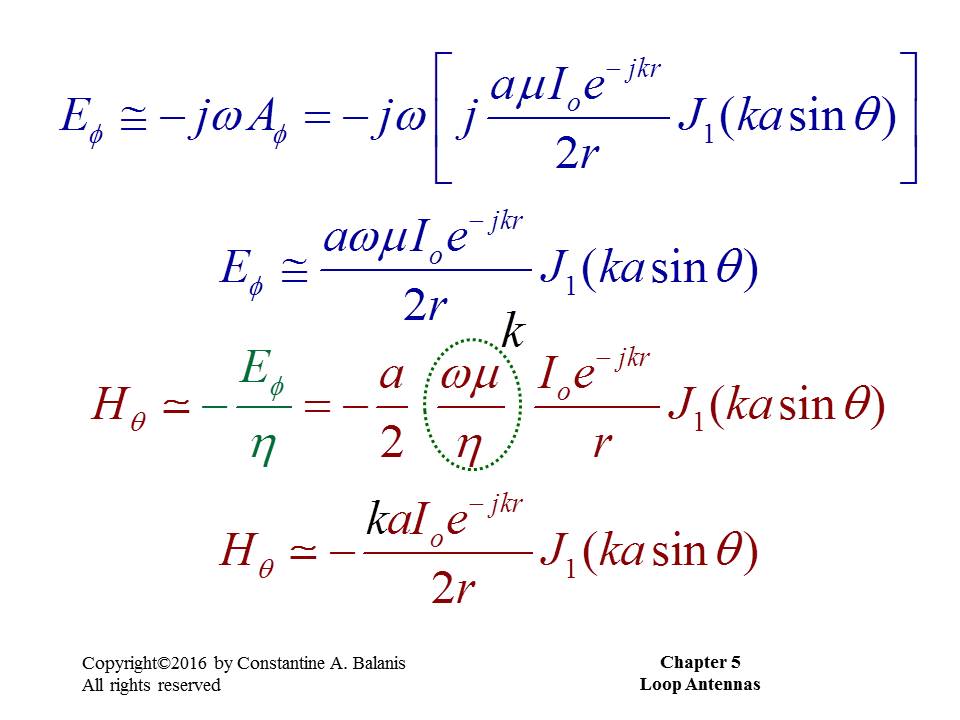 E_ϕ ≅ − jωA_ϕ = − jω [ j (aμI_o e^{− jkr} / 2r) J_1(ka sin θ) ]
E_ϕ ≅ (aωμI_o e^{− jkr} / 2r) J_1(ka sin θ)
k
H_θ ≃ − E_ϕ / η = − (a / 2) (ωμ / η) (I_o e^{− jkr} / r) J_1(ka sin θ)
H_θ ≃ − (kaI_o e^{− jkr} / 2r) J_1(ka sin θ)
Copyright©2016 by Constantine A. Balanis
All rights reserved
Chapter 5
Loop Antennas